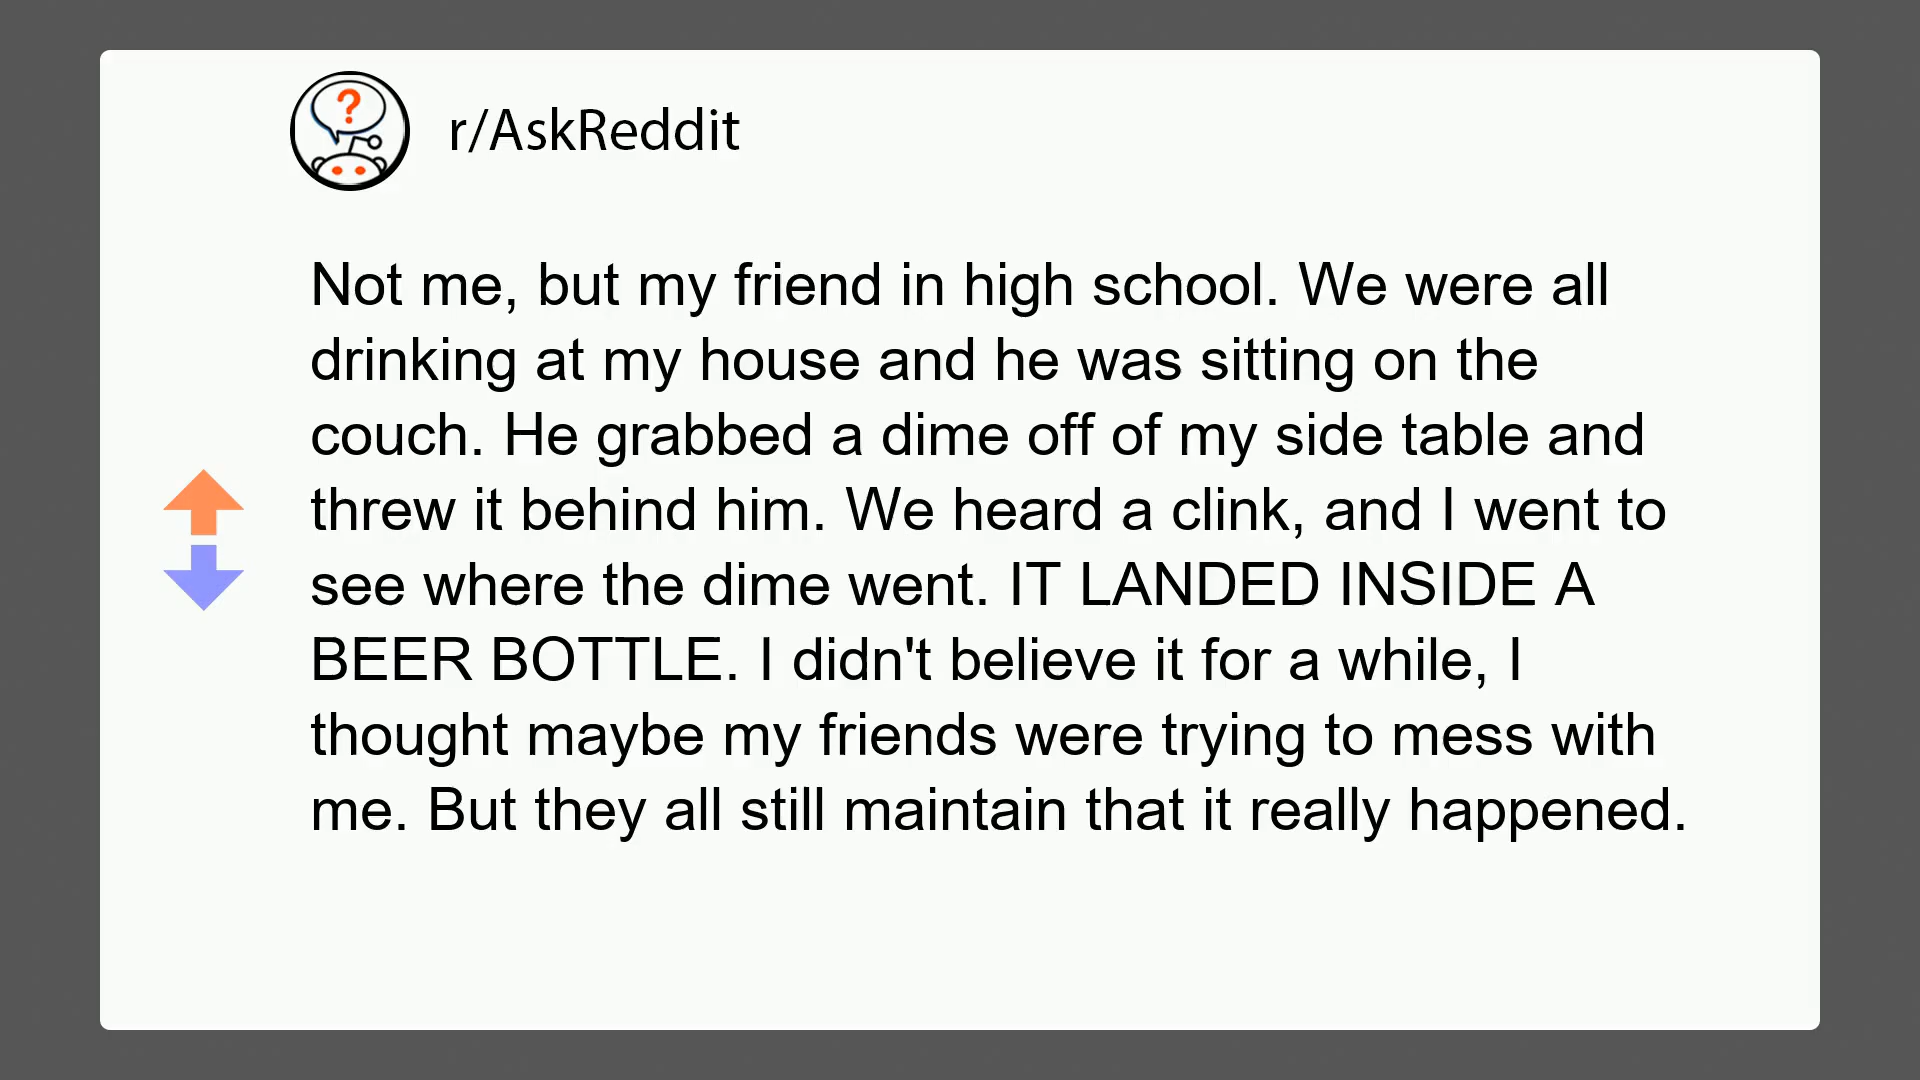 r/AskReddit
Not me, but my friend in high school. We were all
drinking at my house and he was sitting on the
couch. He grabbed a dime off of my side table and
threw it behind him. We heard a clink, and I went to
see where the dime went. IT LANDED INSIDE A
BEER BOTTLE. I didn't believe it for a while, I
thought maybe my friends were trying to mess with
me. But they all still maintain that it really happened.